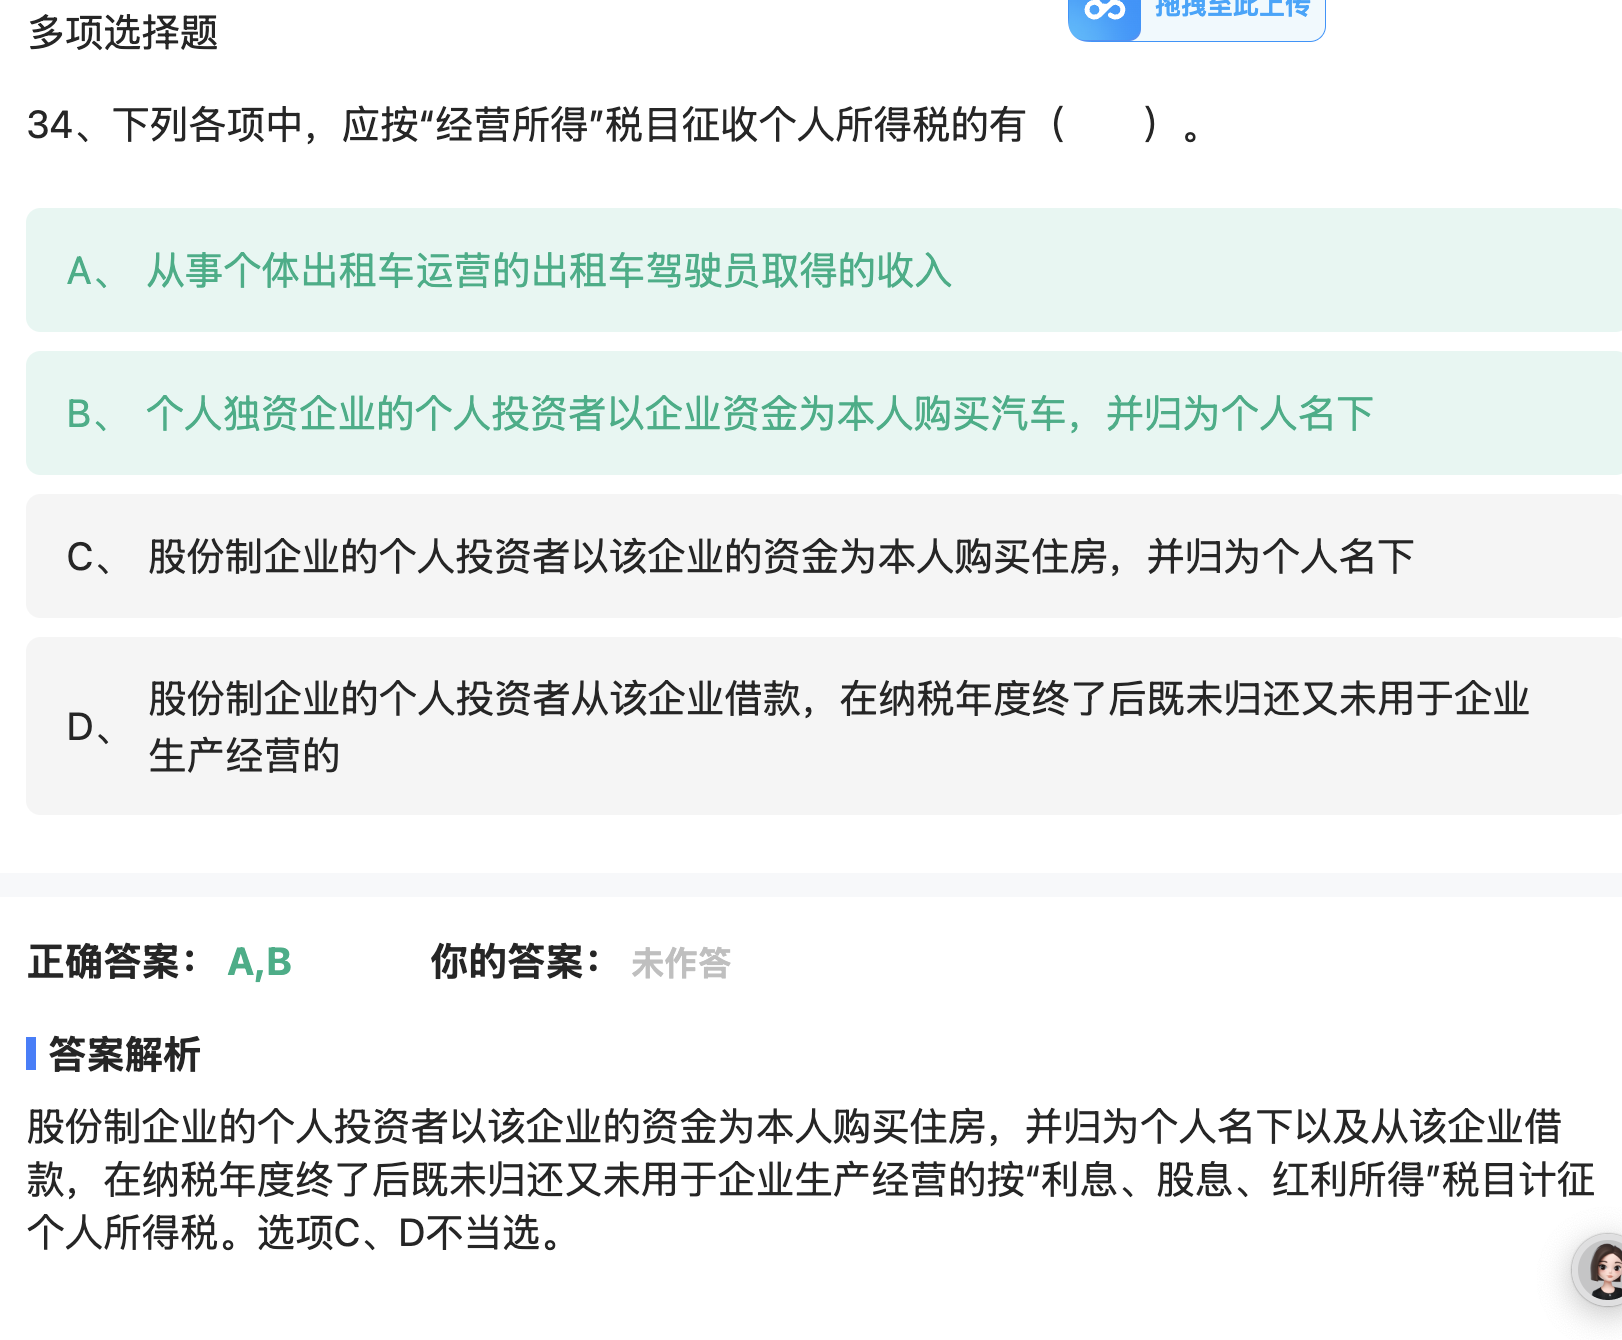 多项选择题
拖拽至此上传
34、下列各项中，应按“经营所得”税目征收个人所得税的有（　　）。
A、 从事个体出租车运营的出租车驾驶员取得的收入
B、 个人独资企业的个人投资者以企业资金为本人购买汽车，并归为个人名下
C、 股份制企业的个人投资者以该企业的资金为本人购买住房，并归为个人名下
D、 股份制企业的个人投资者从该企业借款，在纳税年度终了后既未归还又未用于企业
生产经营的
正确答案： A,B 你的答案： 未作答
答案解析
股份制企业的个人投资者以该企业的资金为本人购买住房，并归为个人名下以及从该企业借
款，在纳税年度终了后既未归还又未用于企业生产经营的按“利息、股息、红利所得”税目计征
个人所得税。选项C、D不当选。